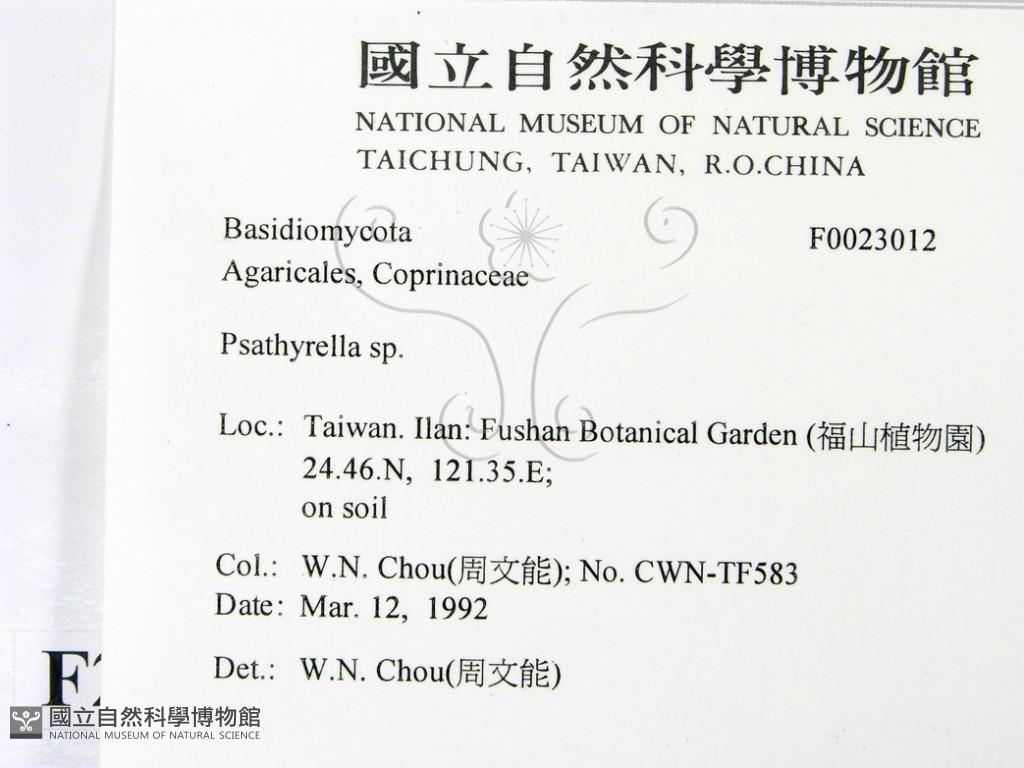 國立自然科學博物館
NATIONAL MUSEUM OF NATURAL SCIENCE
TAICHUNG, TAIWAN, R.O.CHINA
Basidiomycota F0023012
Agaricales, Coprinaceae
Psathyrella sp.
Loc.: Taiwan. Ilan: Fushan Botanical Garden (福山植物園)
24.46.N, 121.35.E;
on soil
Col.: W.N. Chou(周文能); No. CWN-TF583
Date: Mar. 12, 1992
Det.: W.N. Chou(周文能)
國立自然科學博物館
NATIONAL MUSEUM OF NATURAL SCIENCE